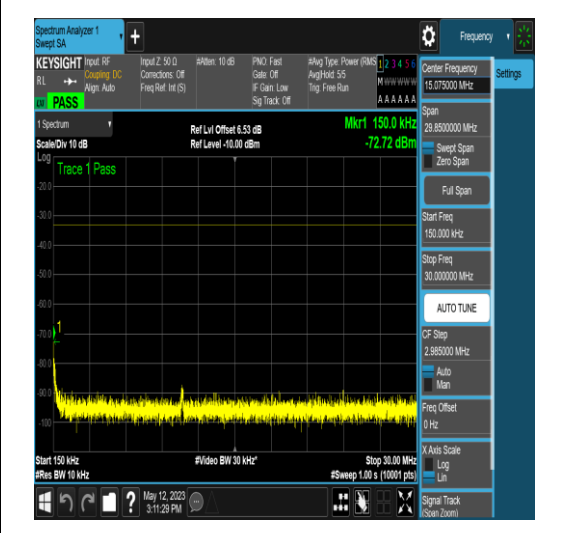 Spectrum Analyzer 1
Swept SA
Frequency
KEYSIGHT
Input: RF
Coupling: DC
Align: Auto
Input Z: 50 Ω
Corrections: Off
Freq Ref: Int (S)
#Atten: 10 dB
PNO: Fast
Gate: Off
IF Gain: Low
Sig Track: Off
#Avg Type: Power (RMS
Avg|Hold: 5/5
Trig: Free Run
1 2 3 4 5 6
M W W W W W
A A A A A A
R L
PASS
Center Frequency
15.075000 MHz
Settings
Span
29.8500000 MHz
Swept Span
Zero Span
Full Span
Start Freq
150.000 kHz
Stop Freq
30.000000 MHz
AUTO TUNE
CF Step
2.985000 MHz
Auto
Man
Freq Offset
0 Hz
X Axis Scale
Log
Lin
Signal Track
(Span Zoom)
1 Spectrum
Scale/Div 10 dB
Ref Lvl Offset 6.53 dB
Ref Level -10.00 dBm
Mkr1 150.0 kHz
-72.72 dBm
Log
Trace 1 Pass
-20.0
-30.0
-40.0
-50.0
-60.0
-70.0
-80.0
-90.0
-100
1
Start 150 kHz
#Res BW 10 kHz
#Video BW 30 kHz*
Stop 30.00 MHz
#Sweep 1.00 s (10001 pts)
?
May 12, 2023
3:11:29 PM